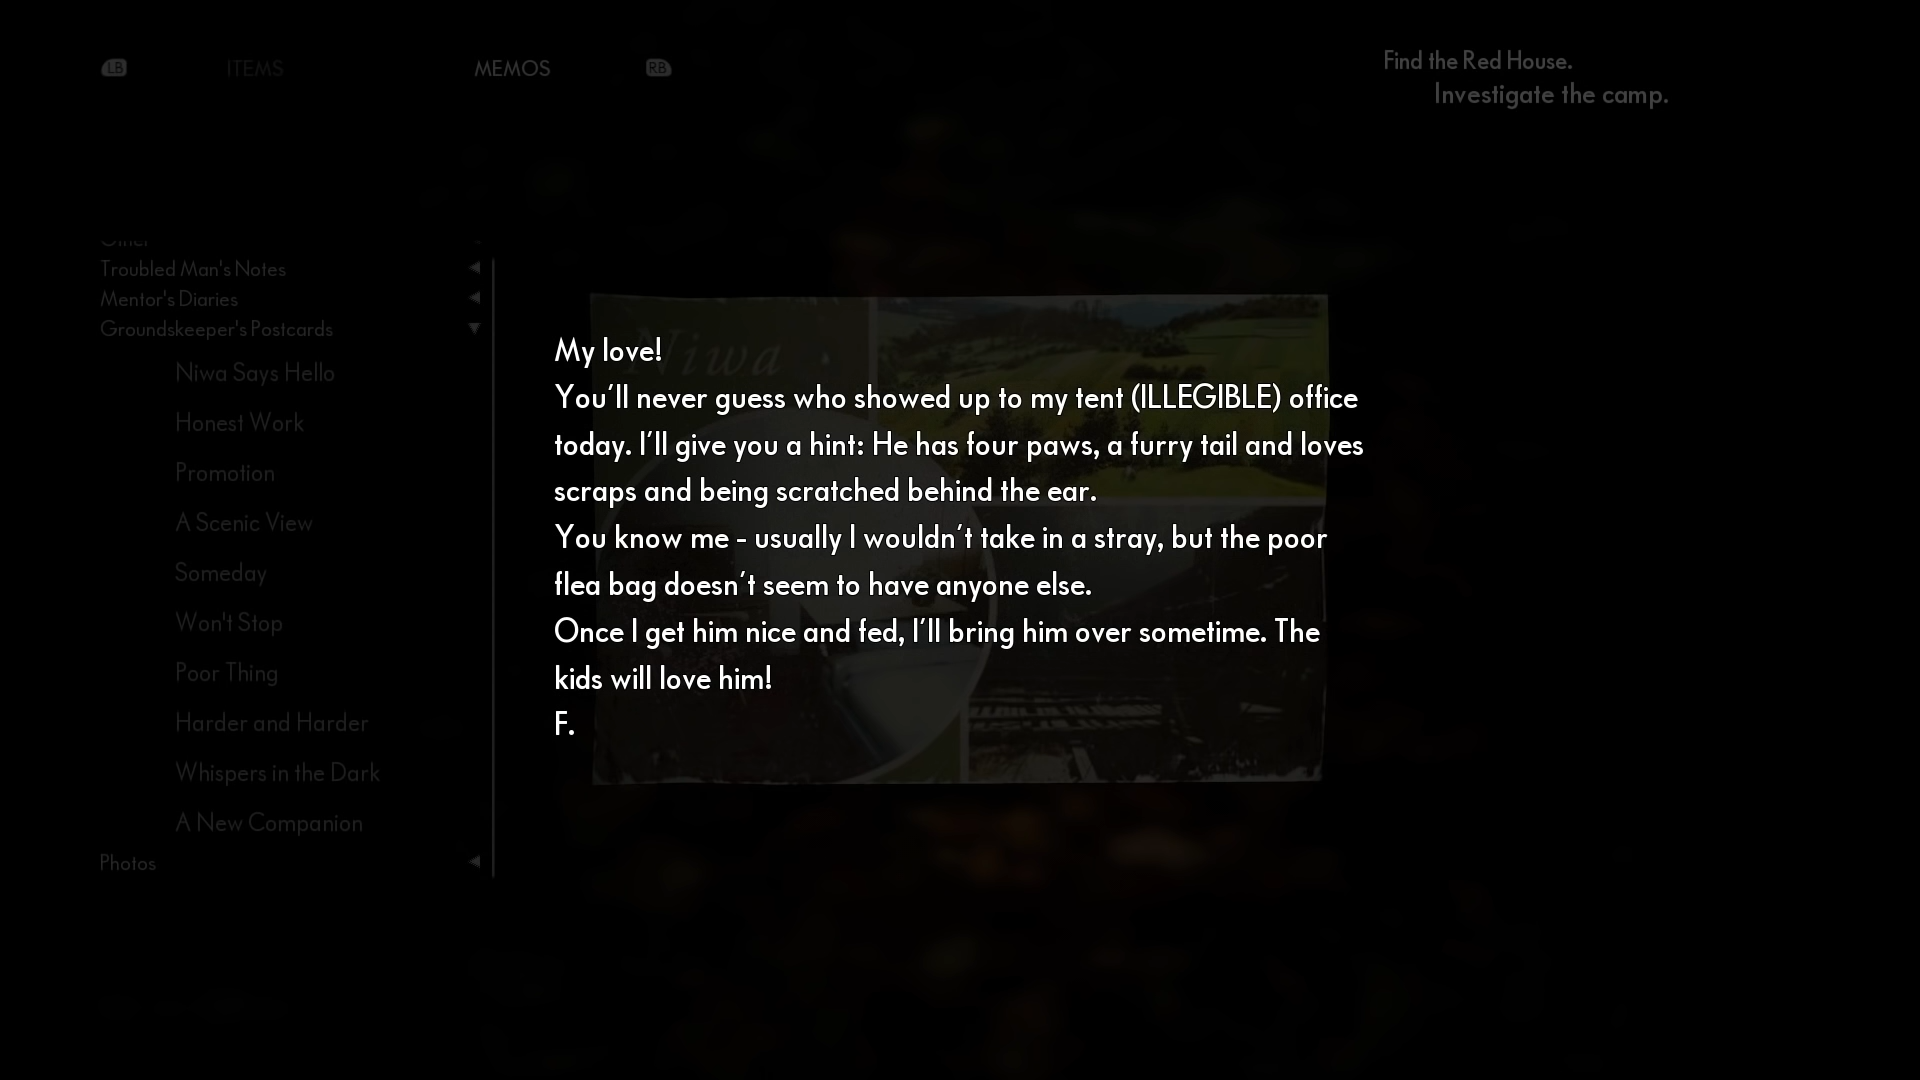 LB
ITEMS
MEMOS
RB
Find the Red House.
Investigate the camp.
Other
Troubled Man's Notes
Mentor's Diaries
Groundskeeper's Postcards
Niwa Says Hello
Honest Work
Promotion
A Scenic View
Someday
Won't Stop
Poor Thing
Harder and Harder
Whispers in the Dark
A New Companion
Photos
Niwa
My love!
You'll never guess who showed up to my tent (ILLEGIBLE) office
today. I'll give you a hint: He has four paws, a furry tail and loves
scraps and being scratched behind the ear.
You know me - usually I wouldn't take in a stray, but the poor
flea bag doesn't seem to have anyone else.
Once I get him nice and fed, I'll bring him over sometime. The
kids will love him!
F.